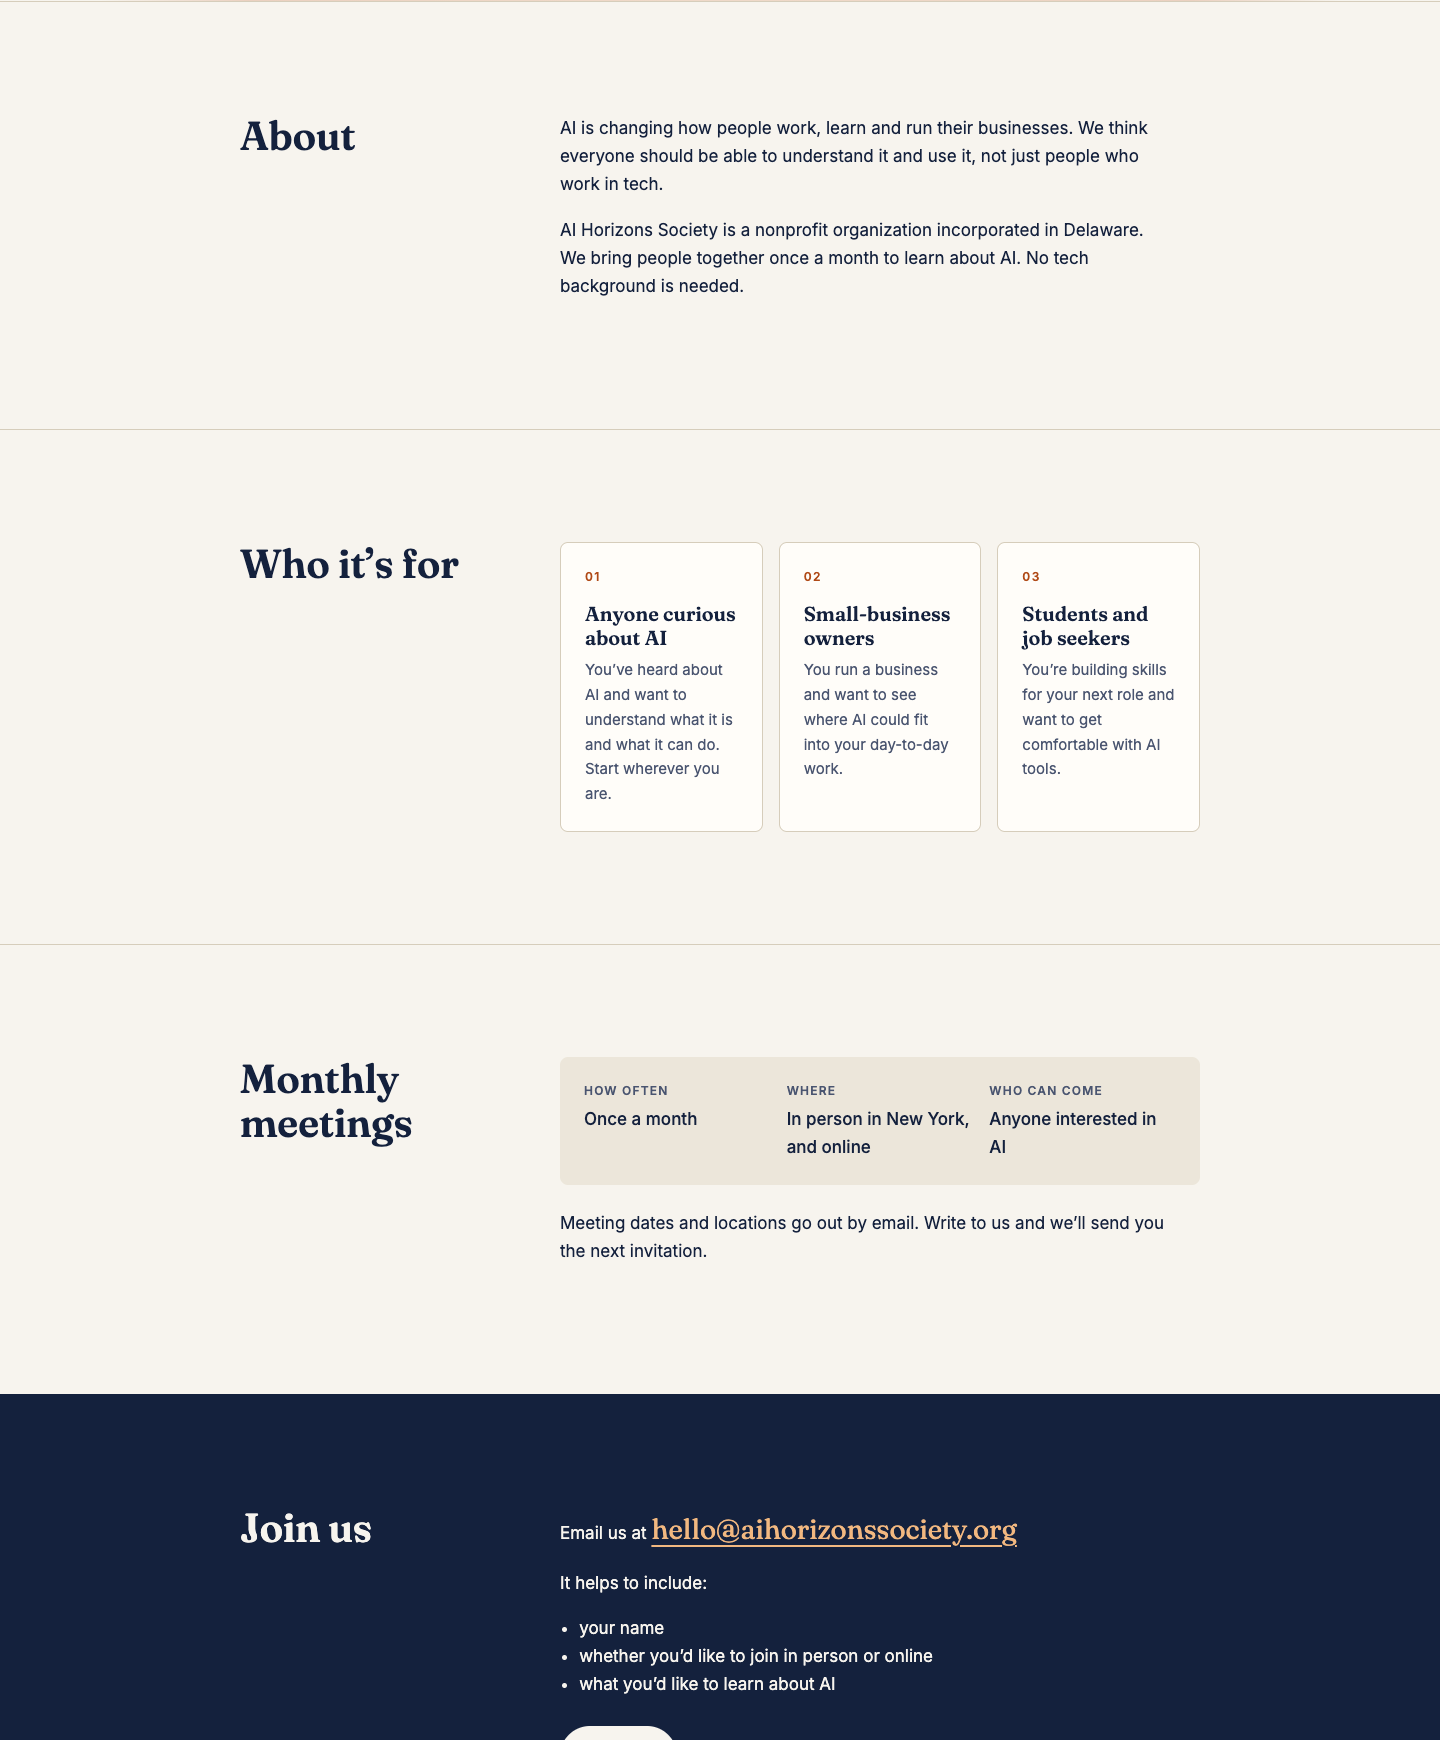 About
AI is changing how people work, learn and run their businesses. We think
everyone should be able to understand it and use it, not just people who
work in tech.
AI Horizons Society is a nonprofit organization incorporated in Delaware.
We bring people together once a month to learn about AI. No tech
background is needed.
Who it’s for
01
Anyone curious
about AI
You’ve heard about
AI and want to
understand what it is
and what it can do.
Start wherever you
are.
02
Small-business
owners
You run a business
and want to see
where AI could fit
into your day-to-day
work.
03
Students and
job seekers
You’re building skills
for your next role and
want to get
comfortable with AI
tools.
Monthly
meetings
HOW OFTEN
Once a month
WHERE
In person in New York,
and online
WHO CAN COME
Anyone interested in
AI
Meeting dates and locations go out by email. Write to us and we’ll send you
the next invitation.
Join us
Email us at hello@aihorizonssociety.org
It helps to include:
• your name
• whether you’d like to join in person or online
• what you’d like to learn about AI